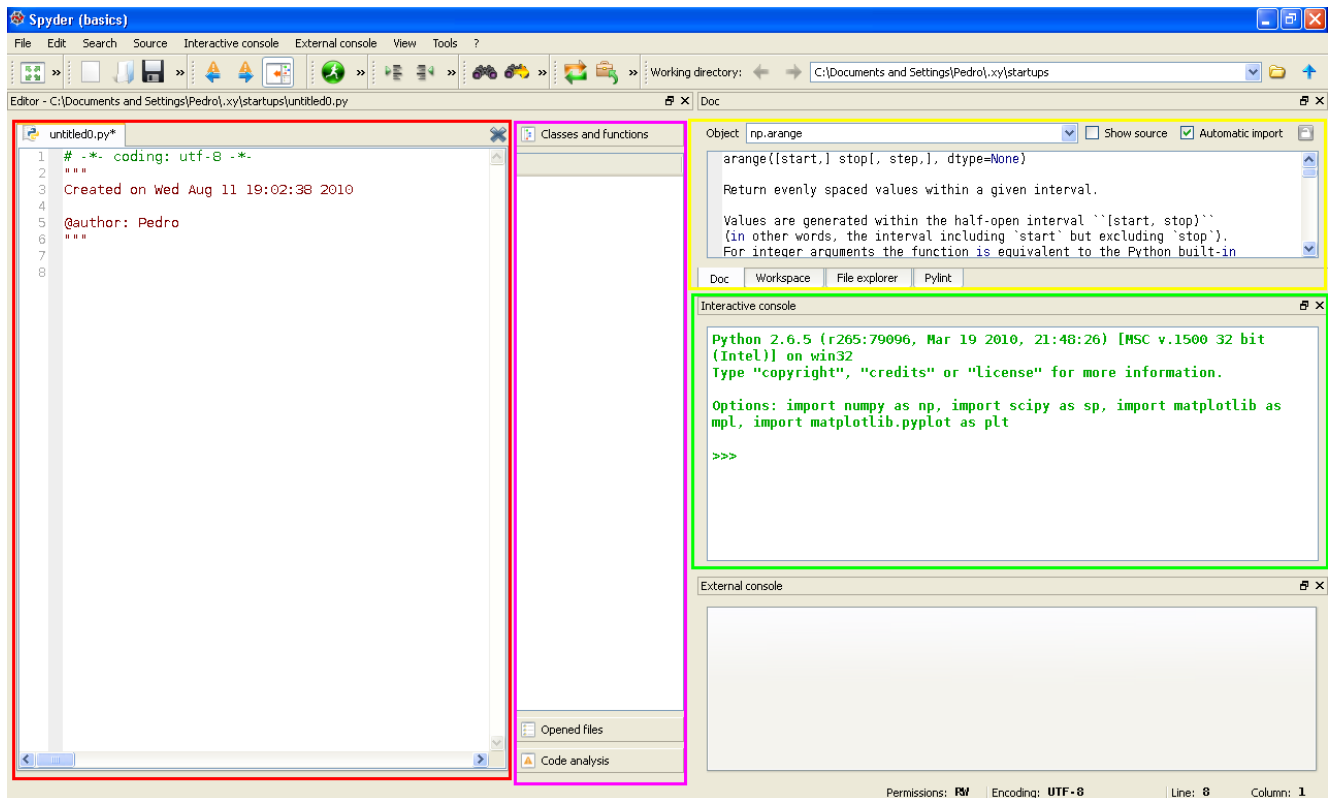 Spyder (basics)
File Edit Search Source Interactive console External console View Tools ?
» » » » » Working directory: C:\Documents and Settings\Pedro\.xy\startups
Editor - C:\Documents and Settings\Pedro\.xy\startups\untitled0.py
untitled0.py*
1 # -*- coding: utf-8 -*-
2 """
3 Created on Wed Aug 11 19:02:38 2010
4
5 @author: Pedro
6 """
7
8
Classes and functions
Opened files
Code analysis
Doc
Object np.arange Show source Automatic import
arange([start,] stop[, step,], dtype=None)
Return evenly spaced values within a given interval.
Values are generated within the half-open interval ``[start, stop)``
(in other words, the interval including `start` but excluding `stop`).
For integer arguments the function is equivalent to the Python built-in
Doc Workspace File explorer Pylint
Interactive console
Python 2.6.5 (r265:79096, Mar 19 2010, 21:48:26) [MSC v.1500 32 bit
(Intel)] on win32
Type "copyright", "credits" or "license" for more information.
Options: import numpy as np, import scipy as sp, import matplotlib as
mpl, import matplotlib.pyplot as plt
>>>
External console
Permissions: RW Encoding: UTF-8 Line: 8 Column: 1